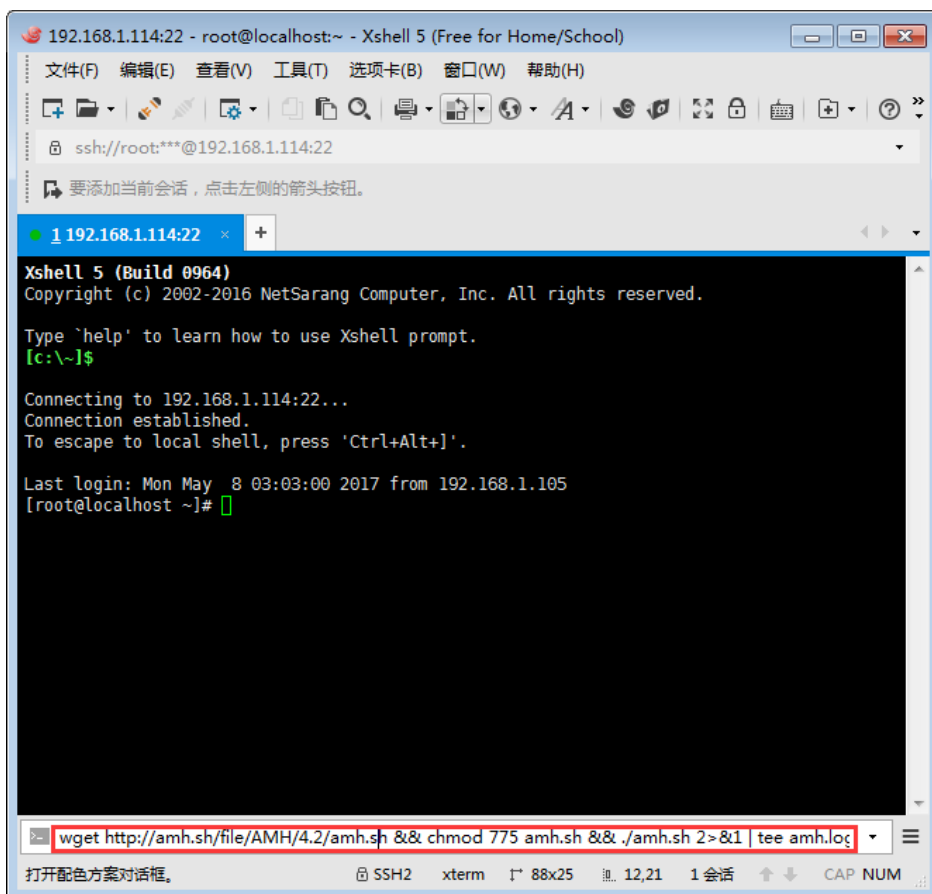 192.168.1.114:22 - root@localhost:~ - Xshell 5 (Free for Home/School)
文件(F) 编辑(E) 查看(V) 工具(T) 选项卡(B) 窗口(W) 帮助(H)
ssh://root:***@192.168.1.114:22
要添加当前会话，点击左侧的箭头按钮。
1 192.168.1.114:22 × +
Xshell 5 (Build 0964)
Copyright (c) 2002-2016 NetSarang Computer, Inc. All rights reserved.
Type `help' to learn how to use Xshell prompt.
[c:\~]$
Connecting to 192.168.1.114:22...
Connection established.
To escape to local shell, press 'Ctrl+Alt+]'.
Last login: Mon May  8 03:03:00 2017 from 192.168.1.105
[root@localhost ~]#
wget http://amh.sh/file/AMH/4.2/amh.sh && chmod 775 amh.sh && ./amh.sh 2>&1 | tee amh.log
打开配色方案对话框。 SSH2 xterm 88x25 12,21 1 会话 CAP NUM